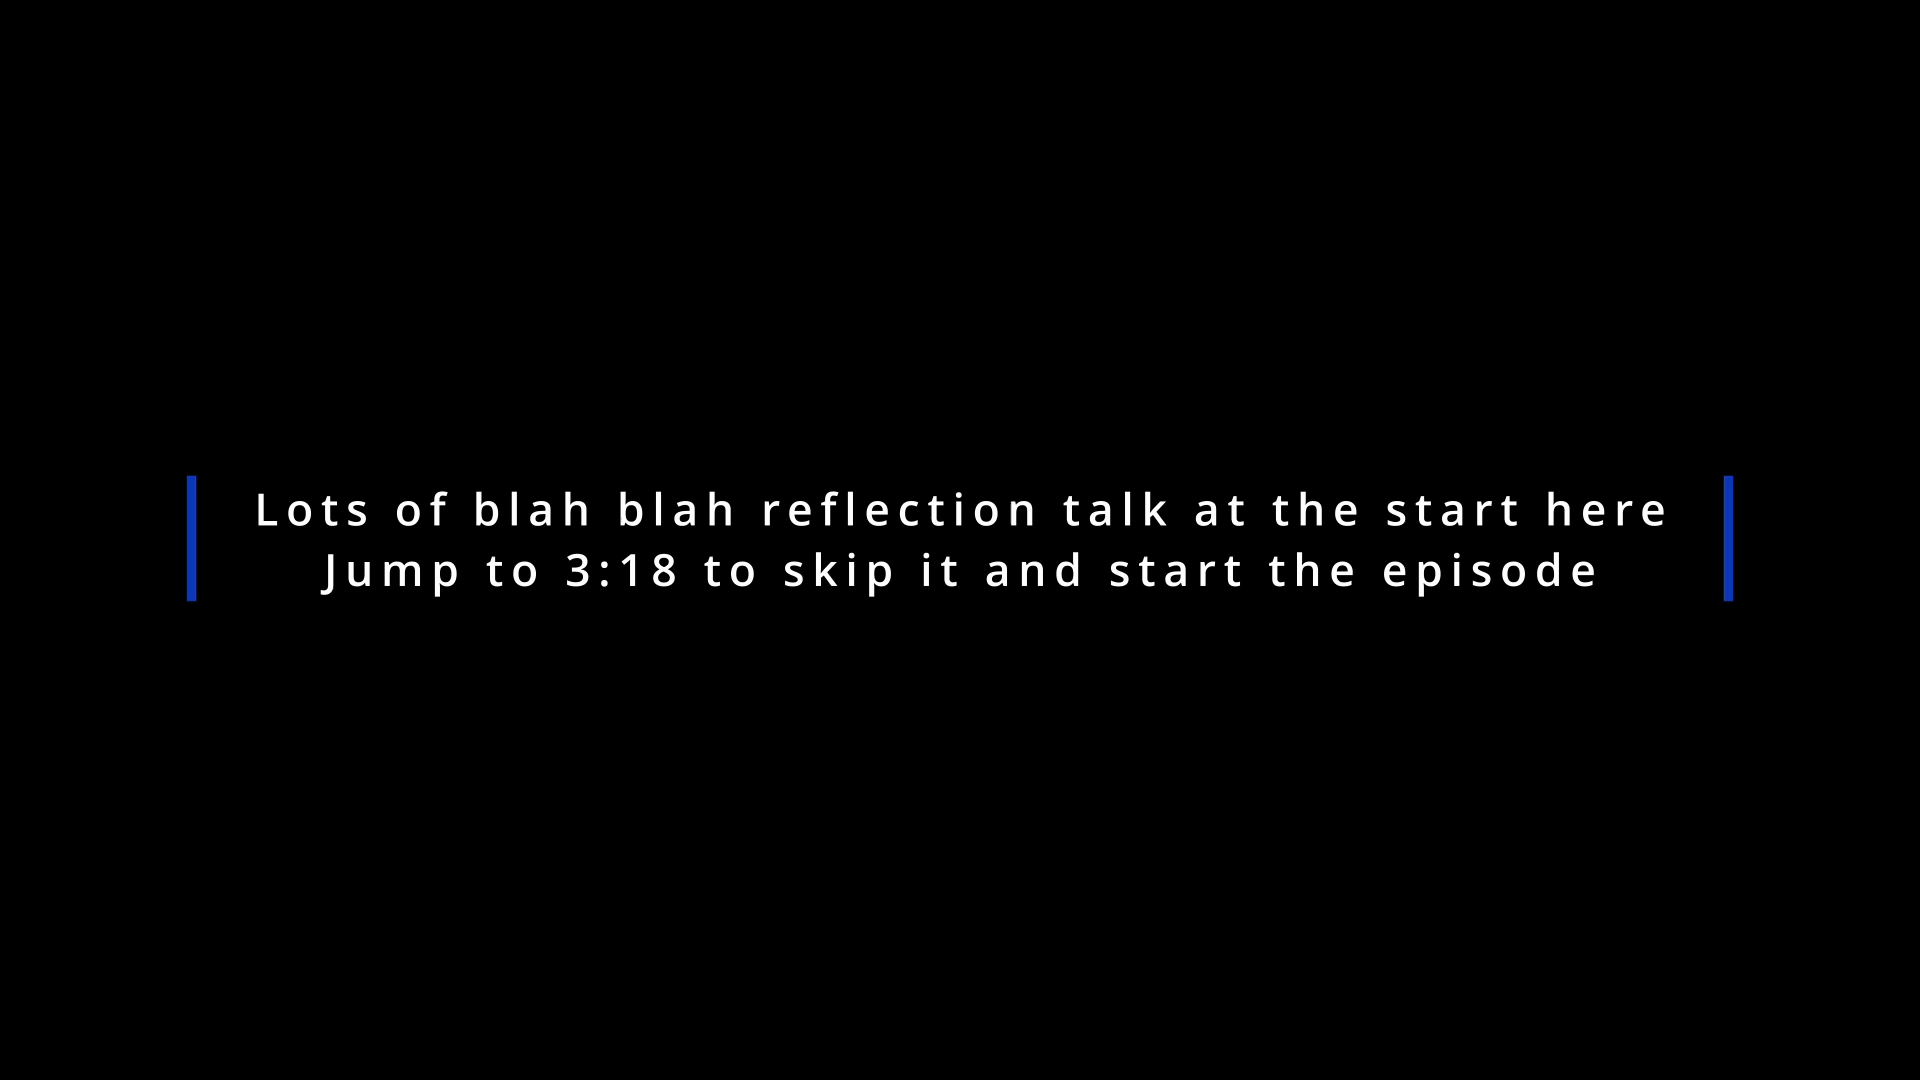 Lots of blah blah reflection talk at the start here
Jump to 3:18 to skip it and start the episode